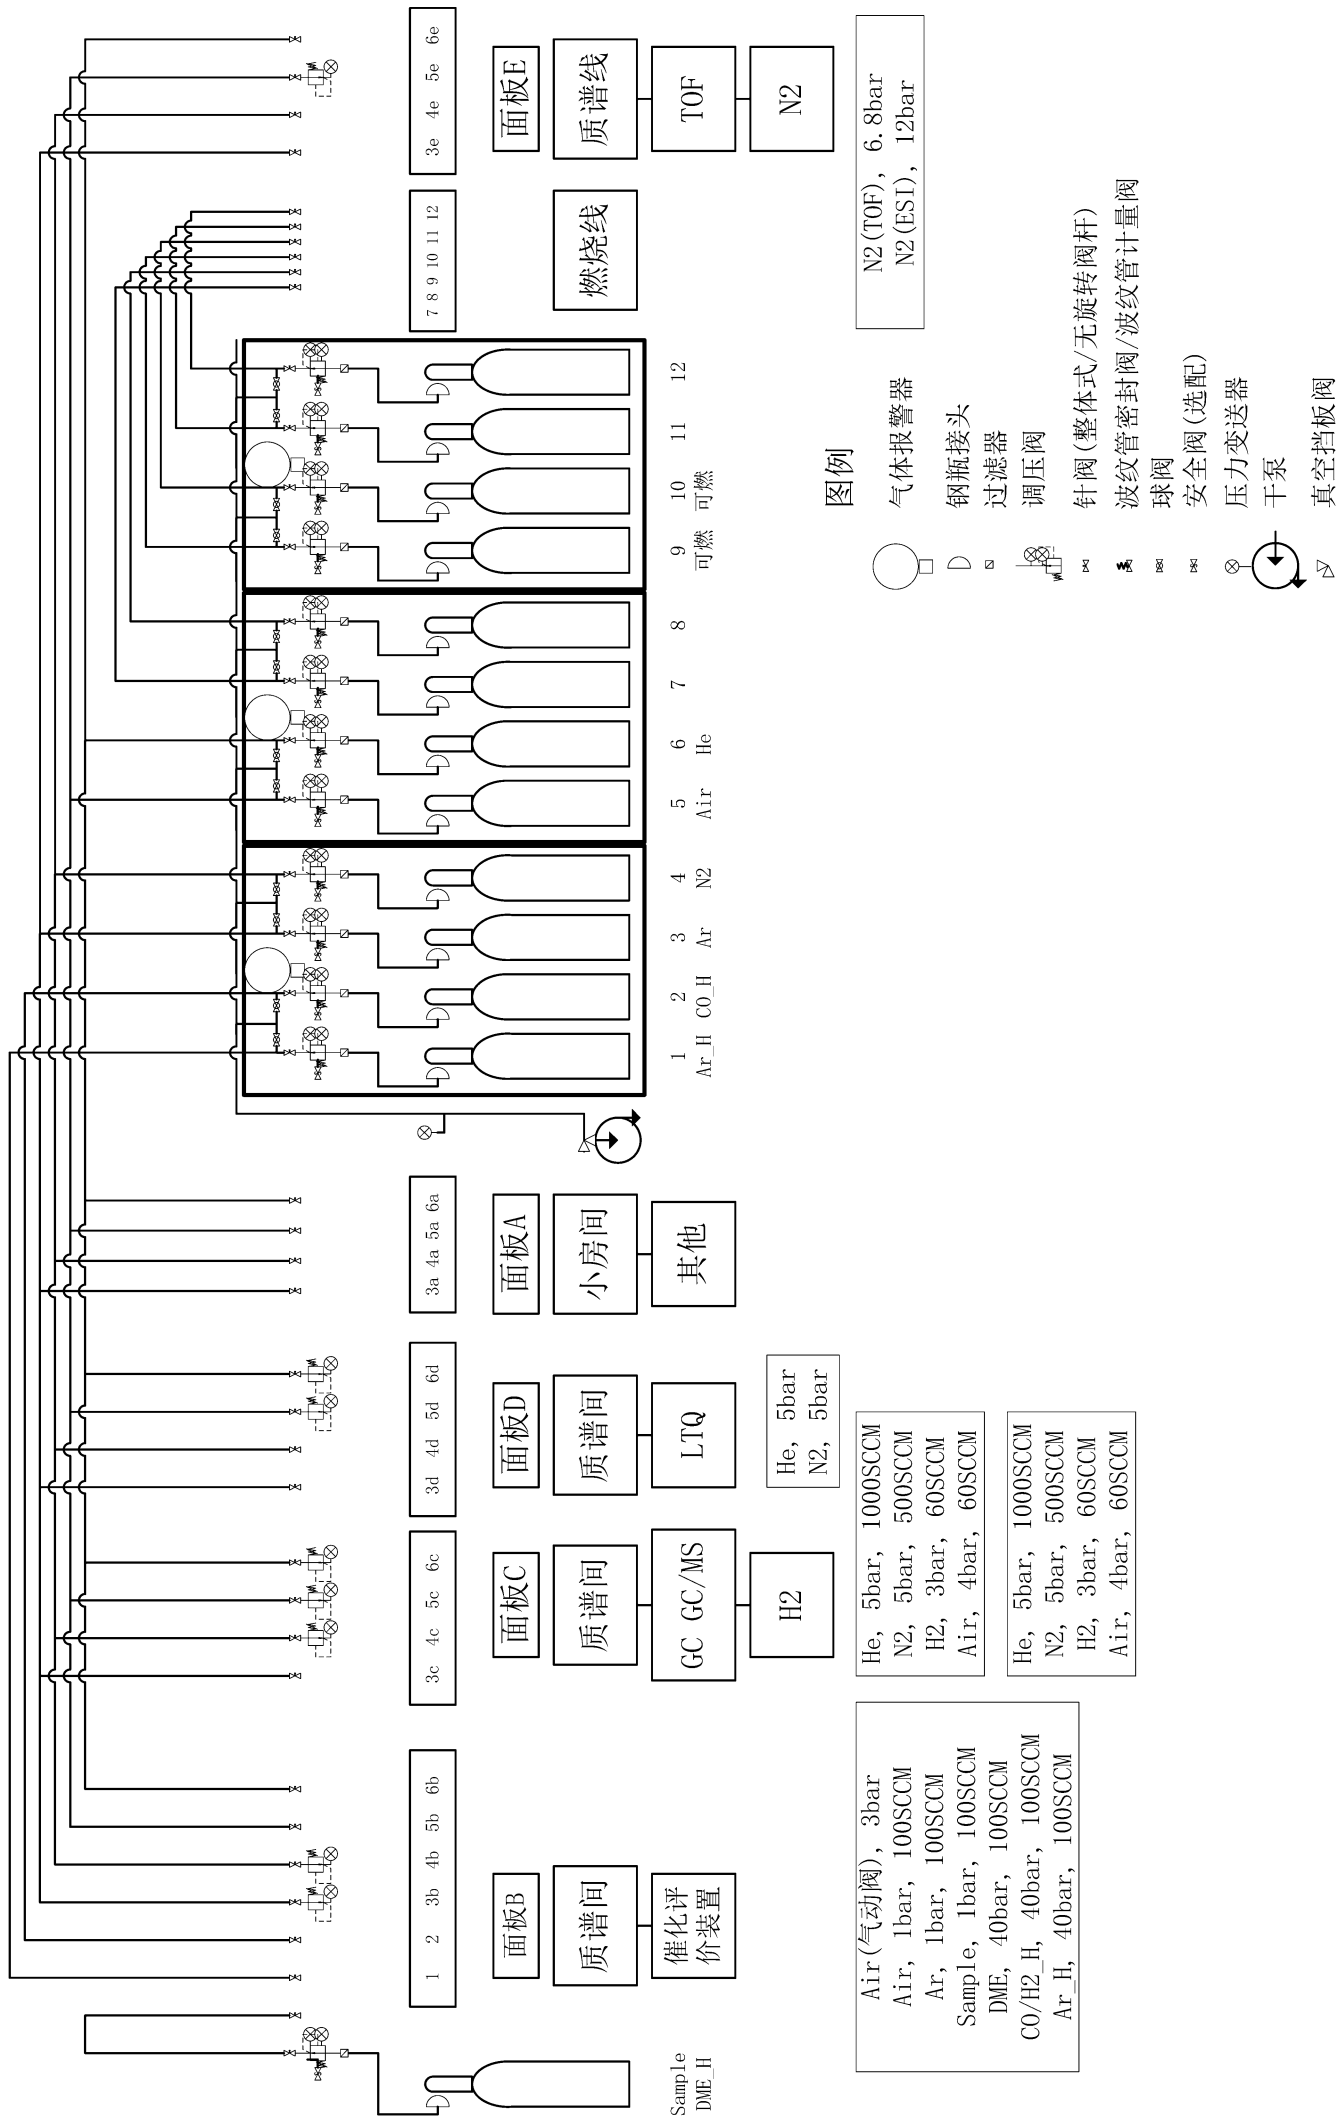 3e 4e 5e 6e
面板E
质谱线
TOF
N2
N2(TOF), 6.8bar
N2(ESI), 12bar
7 8 9 10 11 12
燃烧线
12
11
10
可燃
9
可燃
8
7
6
He
5
Air
4
N2
3
Ar
2
CO_H
1
Ar_H
图例
气体报警器
钢瓶接头
过滤器
调压阀
针阀(整体式/无旋转阀杆)
波纹管密封阀/波纹管计量阀
球阀
安全阀(选配)
压力变送器
干泵
真空挡板阀
3a 4a 5a 6a
面板A
小房间
其他
3d 4d 5d 6d
面板D
质谱间
LTQ
He, 5bar
N2, 5bar
3c 4c 5c 6c
面板C
质谱间
GC GC/MS
H2
He, 5bar, 1000SCCM
N2, 5bar, 500SCCM
H2, 3bar, 60SCCM
Air, 4bar, 60SCCM
He, 5bar, 1000SCCM
N2, 5bar, 500SCCM
H2, 3bar, 60SCCM
Air, 4bar, 60SCCM
1 2 3b 4b 5b 6b
面板B
质谱间
催化评
价装置
Air(气动阀), 3bar
Air, 1bar, 100SCCM
Ar, 1bar, 100SCCM
Sample, 1bar, 100SCCM
DME, 40bar, 100SCCM
CO/H2_H, 40bar, 100SCCM
Ar_H, 40bar, 100SCCM
Sample
DME_H